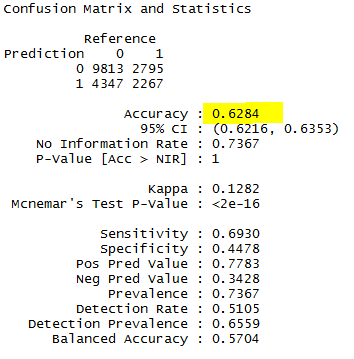 Confusion Matrix and Statistics
Reference
Prediction 0 1
0 9813 2795
1 4347 2267
Accuracy : 0.6284
95% CI : (0.6216, 0.6353)
No Information Rate : 0.7367
P-Value [Acc > NIR] : 1
Kappa : 0.1282
Mcnemar's Test P-Value : <2e-16
Sensitivity : 0.6930
Specificity : 0.4478
Pos Pred Value : 0.7783
Neg Pred Value : 0.3428
Prevalence : 0.7367
Detection Rate : 0.5105
Detection Prevalence : 0.6559
Balanced Accuracy : 0.5704